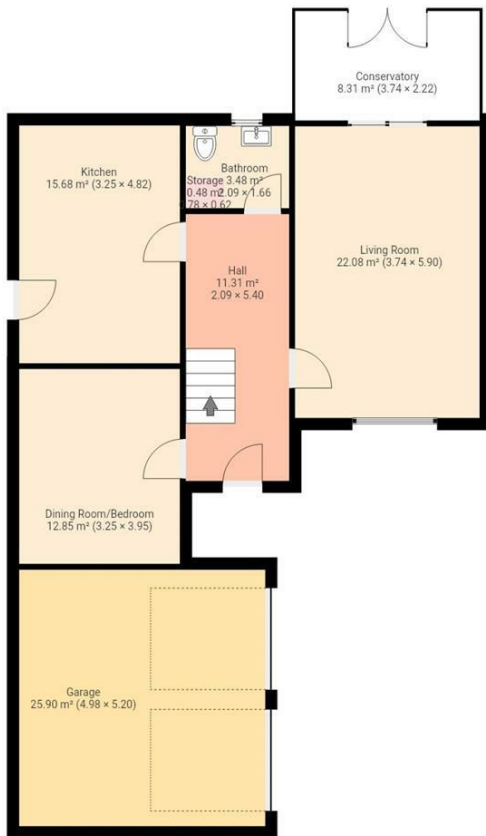 Conservatory
8.31 m² (3.74 × 2.22)
Kitchen
15.68 m² (3.25 × 4.82)
Bathroom
3.48 m²
2.09 × 1.66
Storage
0.48 m²
78 × 0.62
Living Room
22.08 m² (3.74 × 5.90)
Hall
11.31 m²
2.09 × 5.40
Dining Room/Bedroom
12.85 m² (3.25 × 3.95)
Garage
25.90 m² (4.98 × 5.20)